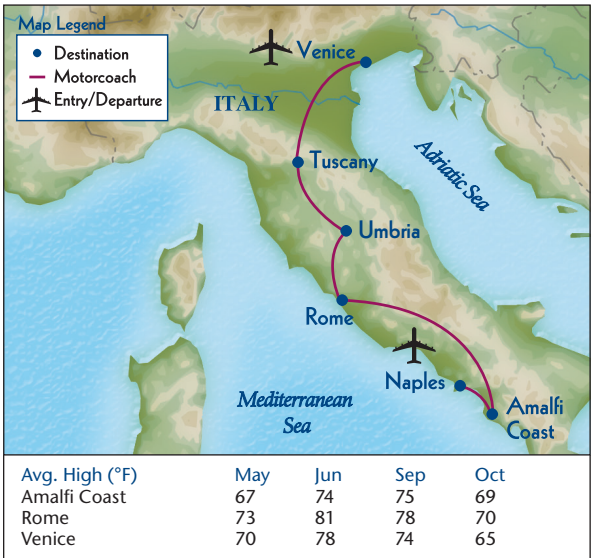 Map Legend
Destination
Motorcoach
Entry/Departure
Venice
ITALY
Tuscany
Adriatic Sea
Umbria
Rome
Naples
Mediterranean
Sea
Amalfi
Coast
Avg. High (°F) May Jun Sep Oct
Amalfi Coast 67 74 75 69
Rome 73 81 78 70
Venice 70 78 74 65